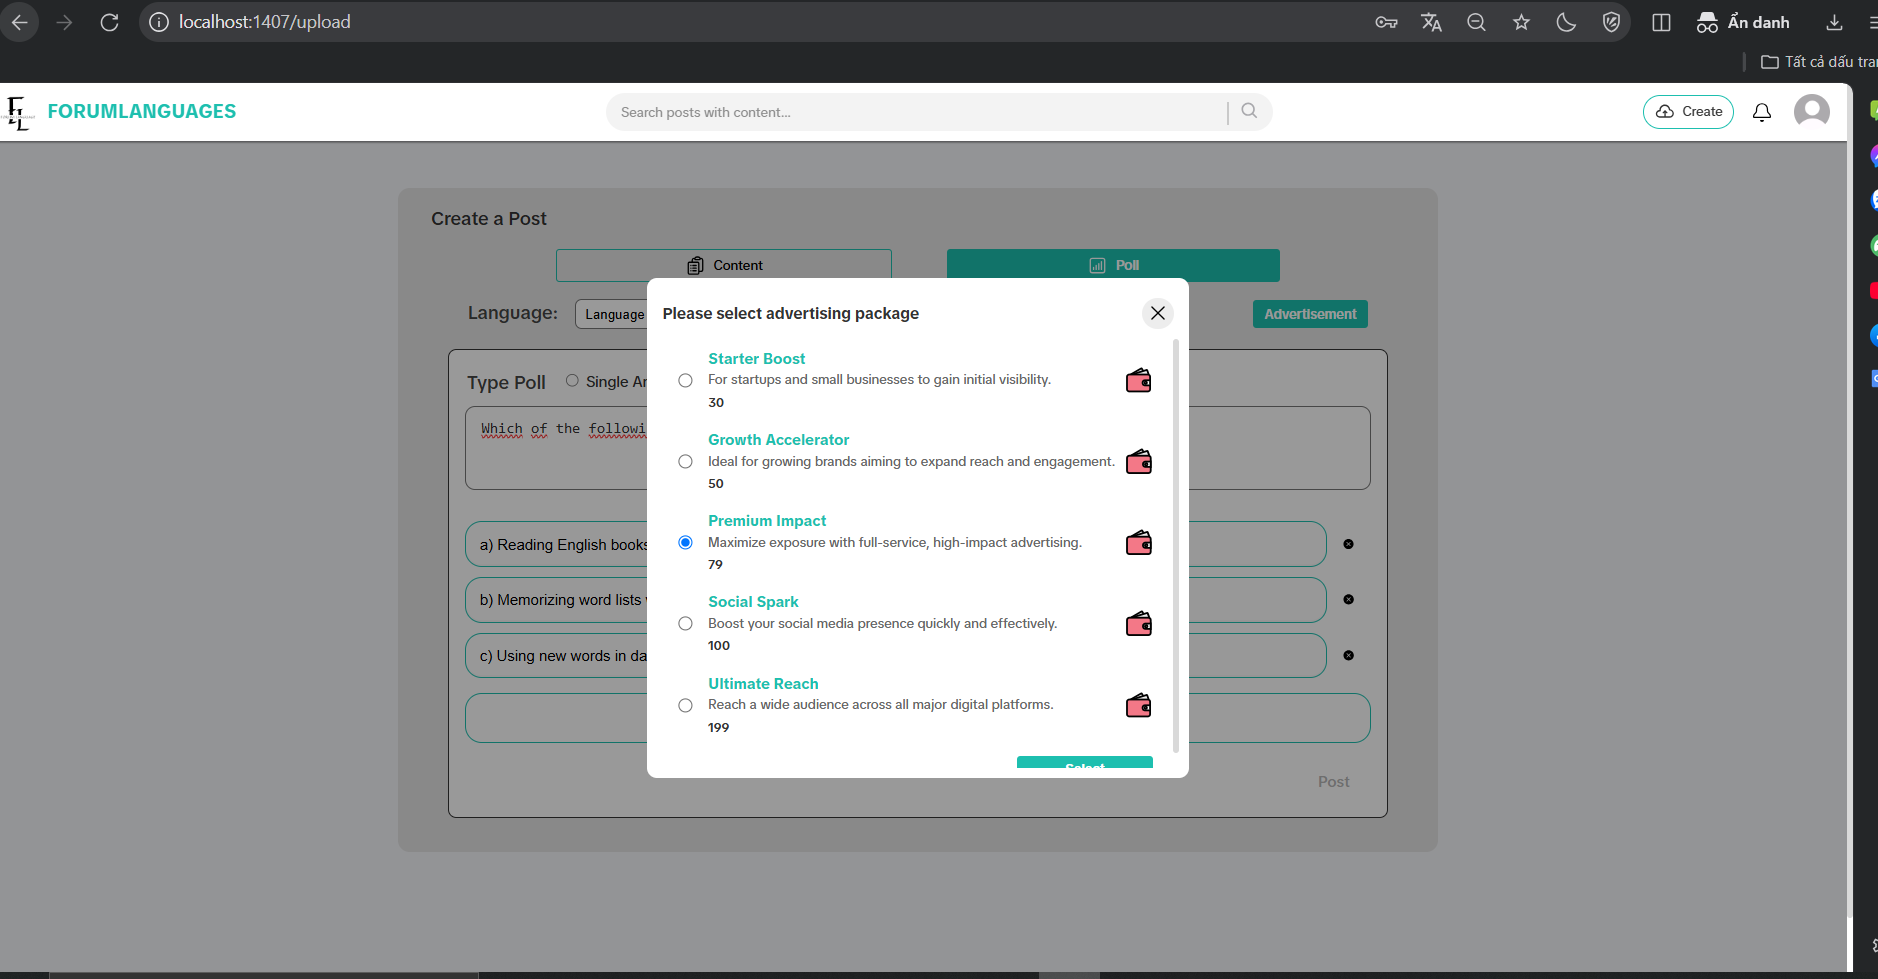 localhost:1407/upload
Ẩn danh
Tất cả dấu
FORUMLANGUAGES
Search posts with content...
Create
Create a Post
Content
Poll
Language:
Language
Advertisement
Type Poll
Single
Which of the
a) Reading English books
b) Memorizing word lists
c) Using new words in
Post
Please select advertising package
Starter Boost
For startups and small businesses to gain initial visibility.
30
Growth Accelerator
Ideal for growing brands aiming to expand reach and engagement.
50
Premium Impact
Maximize exposure with full-service, high-impact advertising.
79
Social Spark
Boost your social media presence quickly and effectively.
100
Ultimate Reach
Reach a wide audience across all major digital platforms.
199
Select